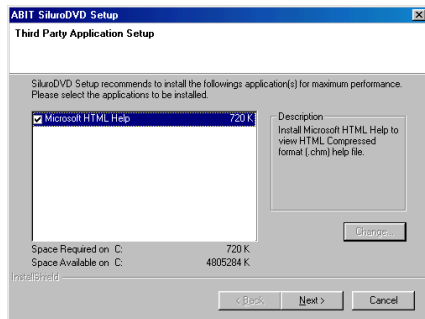 ABIT SiluroDVD Setup
Third Party Application Setup
SiluroDVD Setup recommends to install the followings application(s) for maximum performance.
Please select the applications to be installed.
Microsoft HTML Help 720 K
Description
Install Microsoft HTML Help to
view HTML Compressed
format (.chm) help file.
Change...
Space Required on C: 720 K
Space Available on C: 4805284 K
InstallShield
< Back
Next >
Cancel